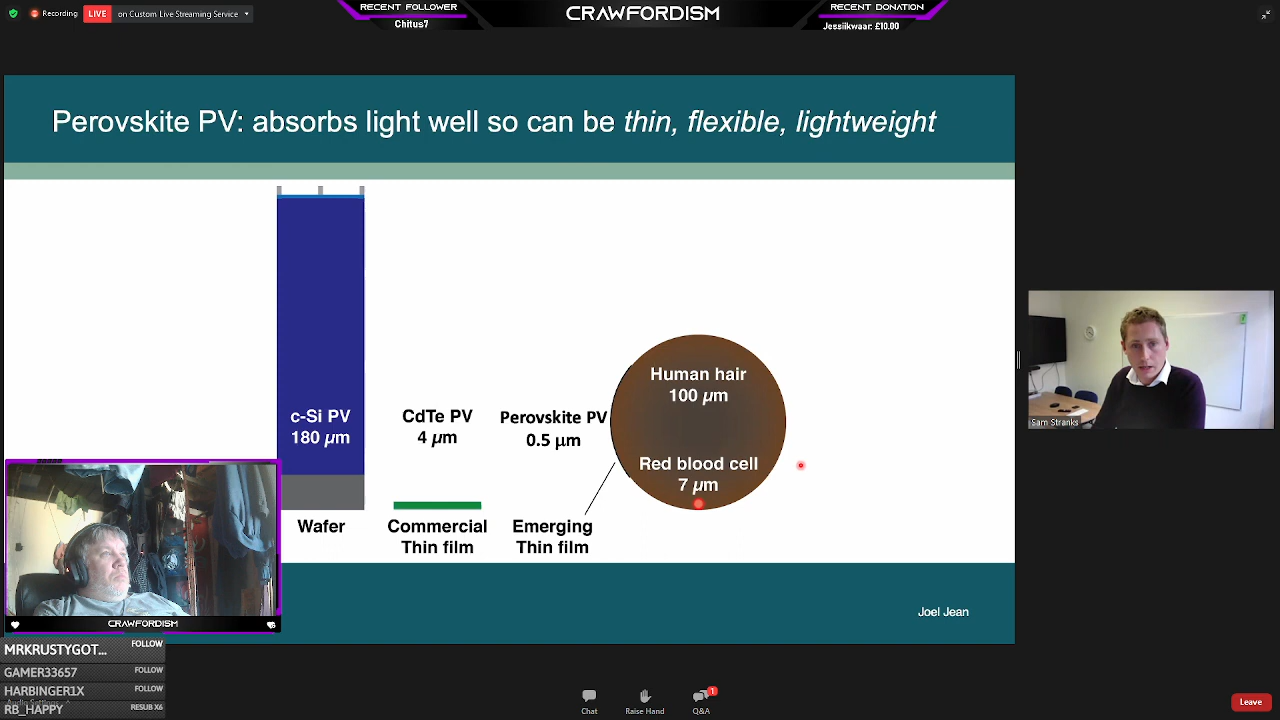 Recording
LIVE
on Custom Live Streaming Service
RECENT FOLLOWER
Chitus7
CRAWFORDISM
RECENT DONATION
Jessiikwaar: £10.00
Perovskite PV: absorbs light well so can be thin, flexible, lightweight
c-Si PV
180 µm
CdTe PV
4 µm
Perovskite PV
0.5 µm
Human hair
100 µm
Red blood cell
7 µm
Wafer
Commercial
Thin film
Emerging
Thin film
Joel Jean
Sam Stranks
CRAWFORDISM
MRKRUSTYGOT... FOLLOW
GAMER33657 FOLLOW
HARBINGER1X FOLLOW
RB_HAPPY RESUB X6
Chat
Raise Hand
1
Q&A
Leave